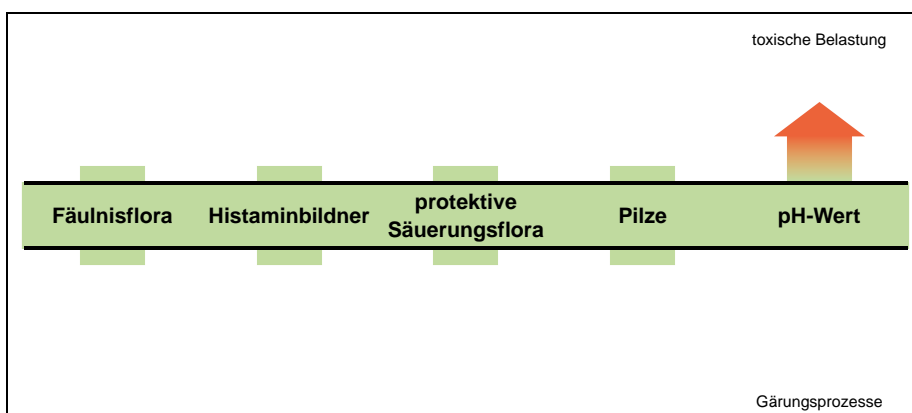 toxische Belastung
Fäulnisflora
Histaminbildner
protektive
Säuerungsflora
Pilze
pH-Wert
Gärungsprozesse